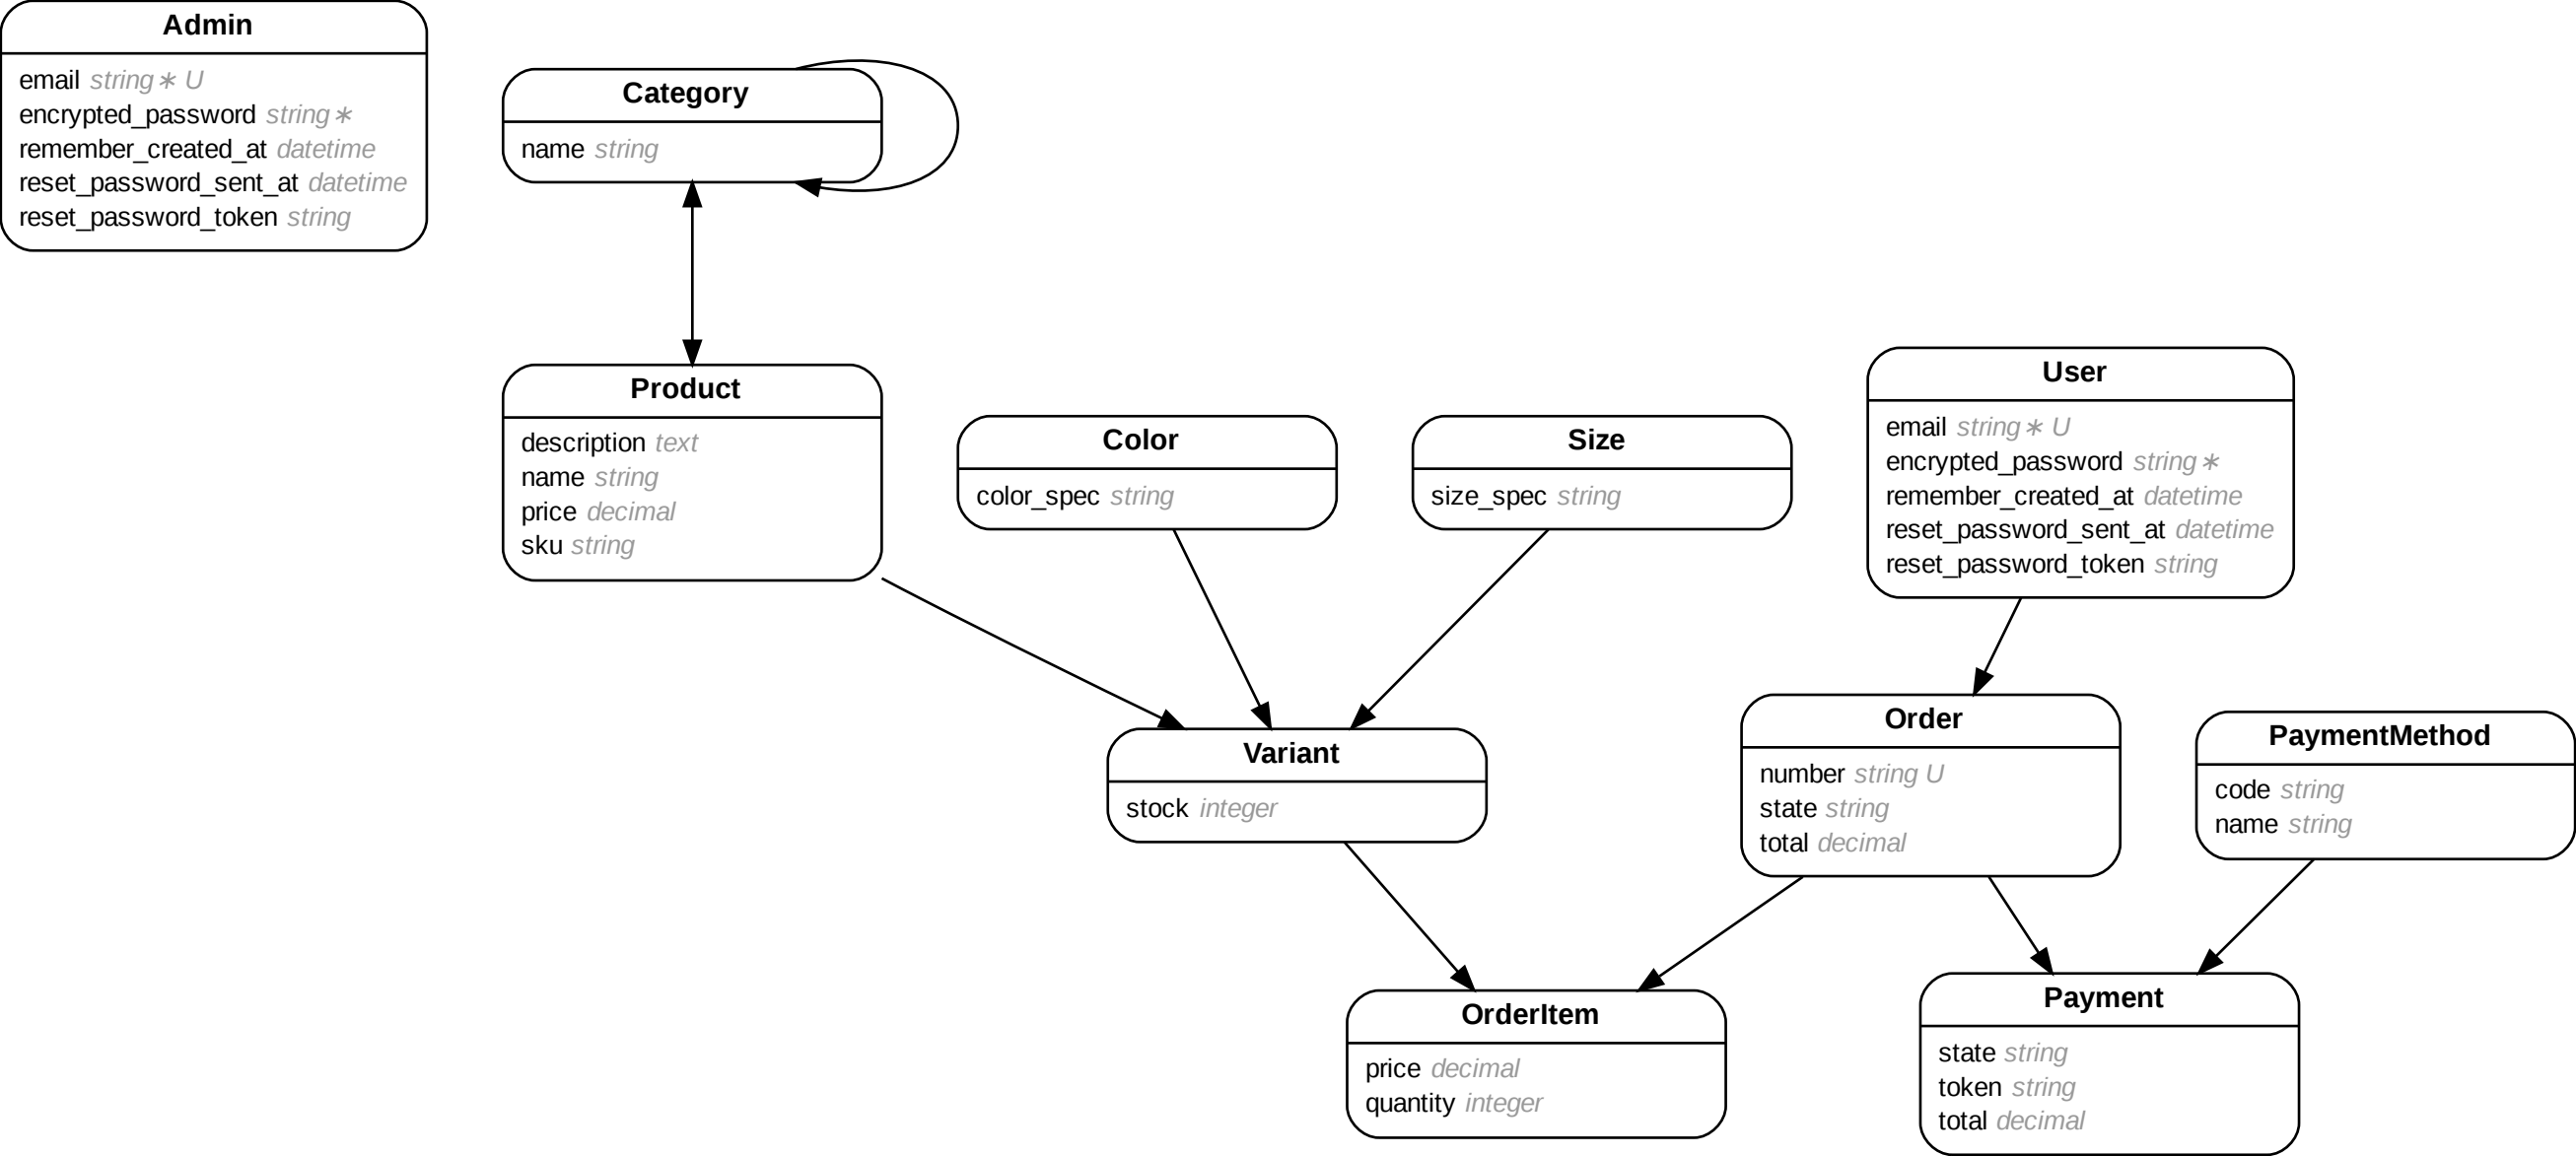 Admin
email string∗ U
encrypted_password string∗
remember_created_at datetime
reset_password_sent_at datetime
reset_password_token string
Category
name string
Product
description text
name string
price decimal
sku string
Color
color_spec string
Size
size_spec string
User
email string∗ U
encrypted_password string∗
remember_created_at datetime
reset_password_sent_at datetime
reset_password_token string
Variant
stock integer
Order
number string U
state string
total decimal
PaymentMethod
code string
name string
OrderItem
price decimal
quantity integer
Payment
state string
token string
total decimal